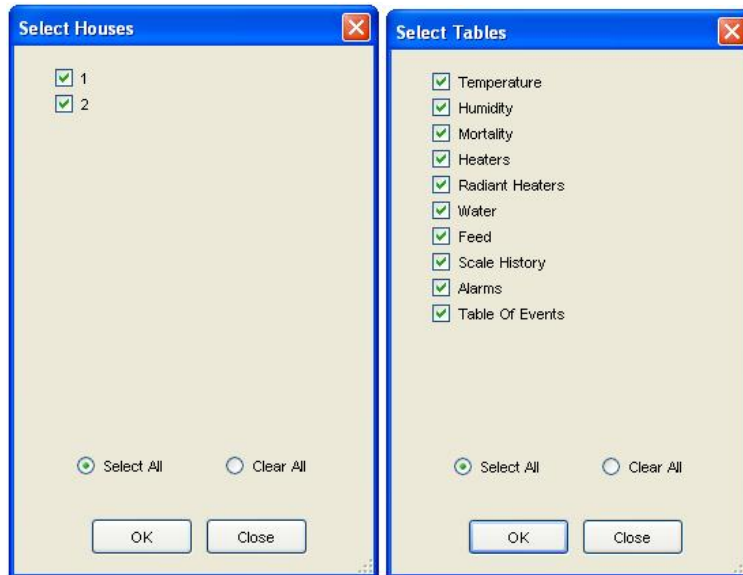 Select Houses
1
2
Select All
Clear All
OK
Close
Select Tables
Temperature
Humidity
Mortality
Heaters
Radiant Heaters
Water
Feed
Scale History
Alarms
Table Of Events
Select All
Clear All
OK
Close